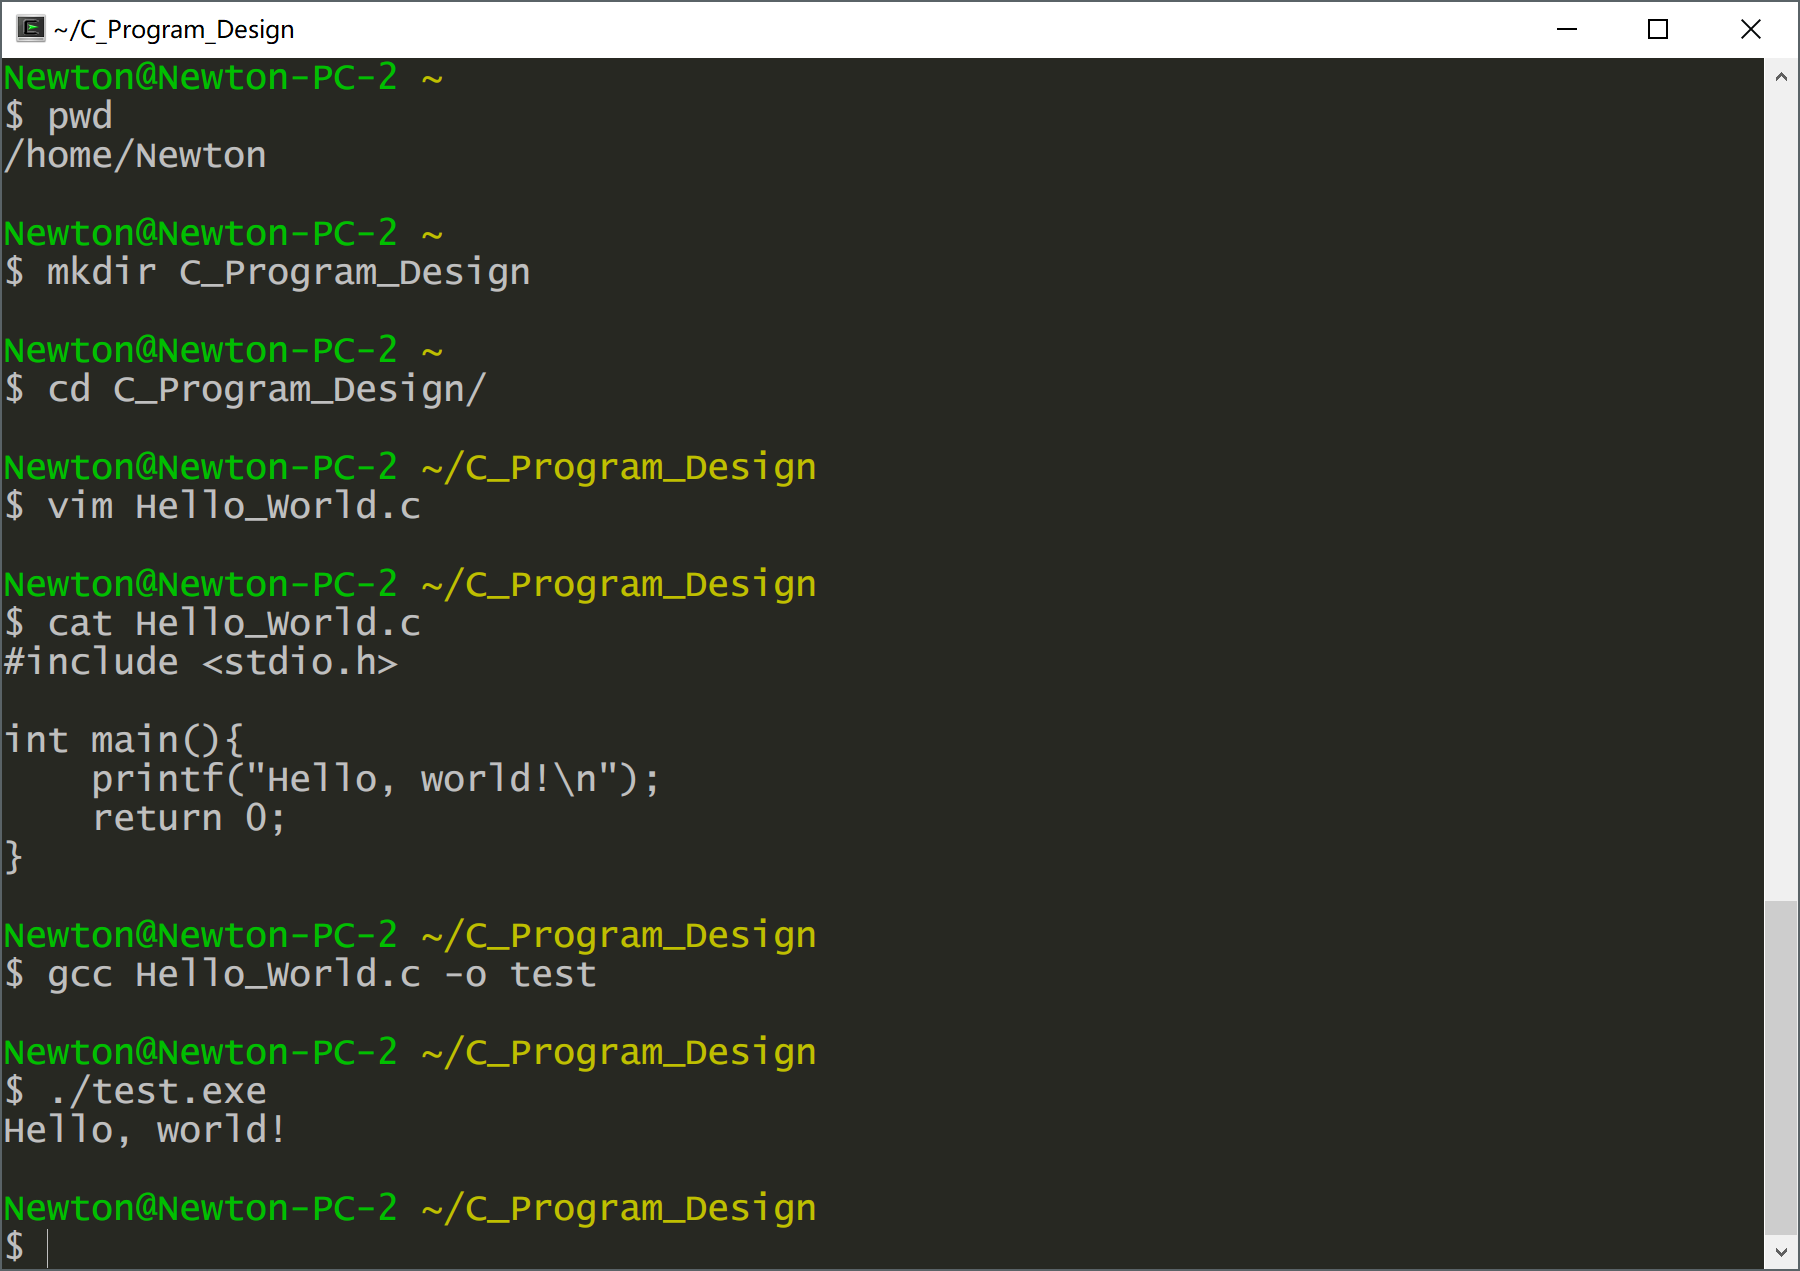 ~/C_Program_Design
Newton@Newton-PC-2 ~
$ pwd
/home/Newton
Newton@Newton-PC-2 ~
$ mkdir C_Program_Design
Newton@Newton-PC-2 ~
$ cd C_Program_Design/
Newton@Newton-PC-2 ~/C_Program_Design
$ vim Hello_World.c
Newton@Newton-PC-2 ~/C_Program_Design
$ cat Hello_World.c
#include <stdio.h>
int main(){
    printf("Hello, world!\n");
    return 0;
}
Newton@Newton-PC-2 ~/C_Program_Design
$ gcc Hello_World.c -o test
Newton@Newton-PC-2 ~/C_Program_Design
$ ./test.exe
Hello, world!
Newton@Newton-PC-2 ~/C_Program_Design
$